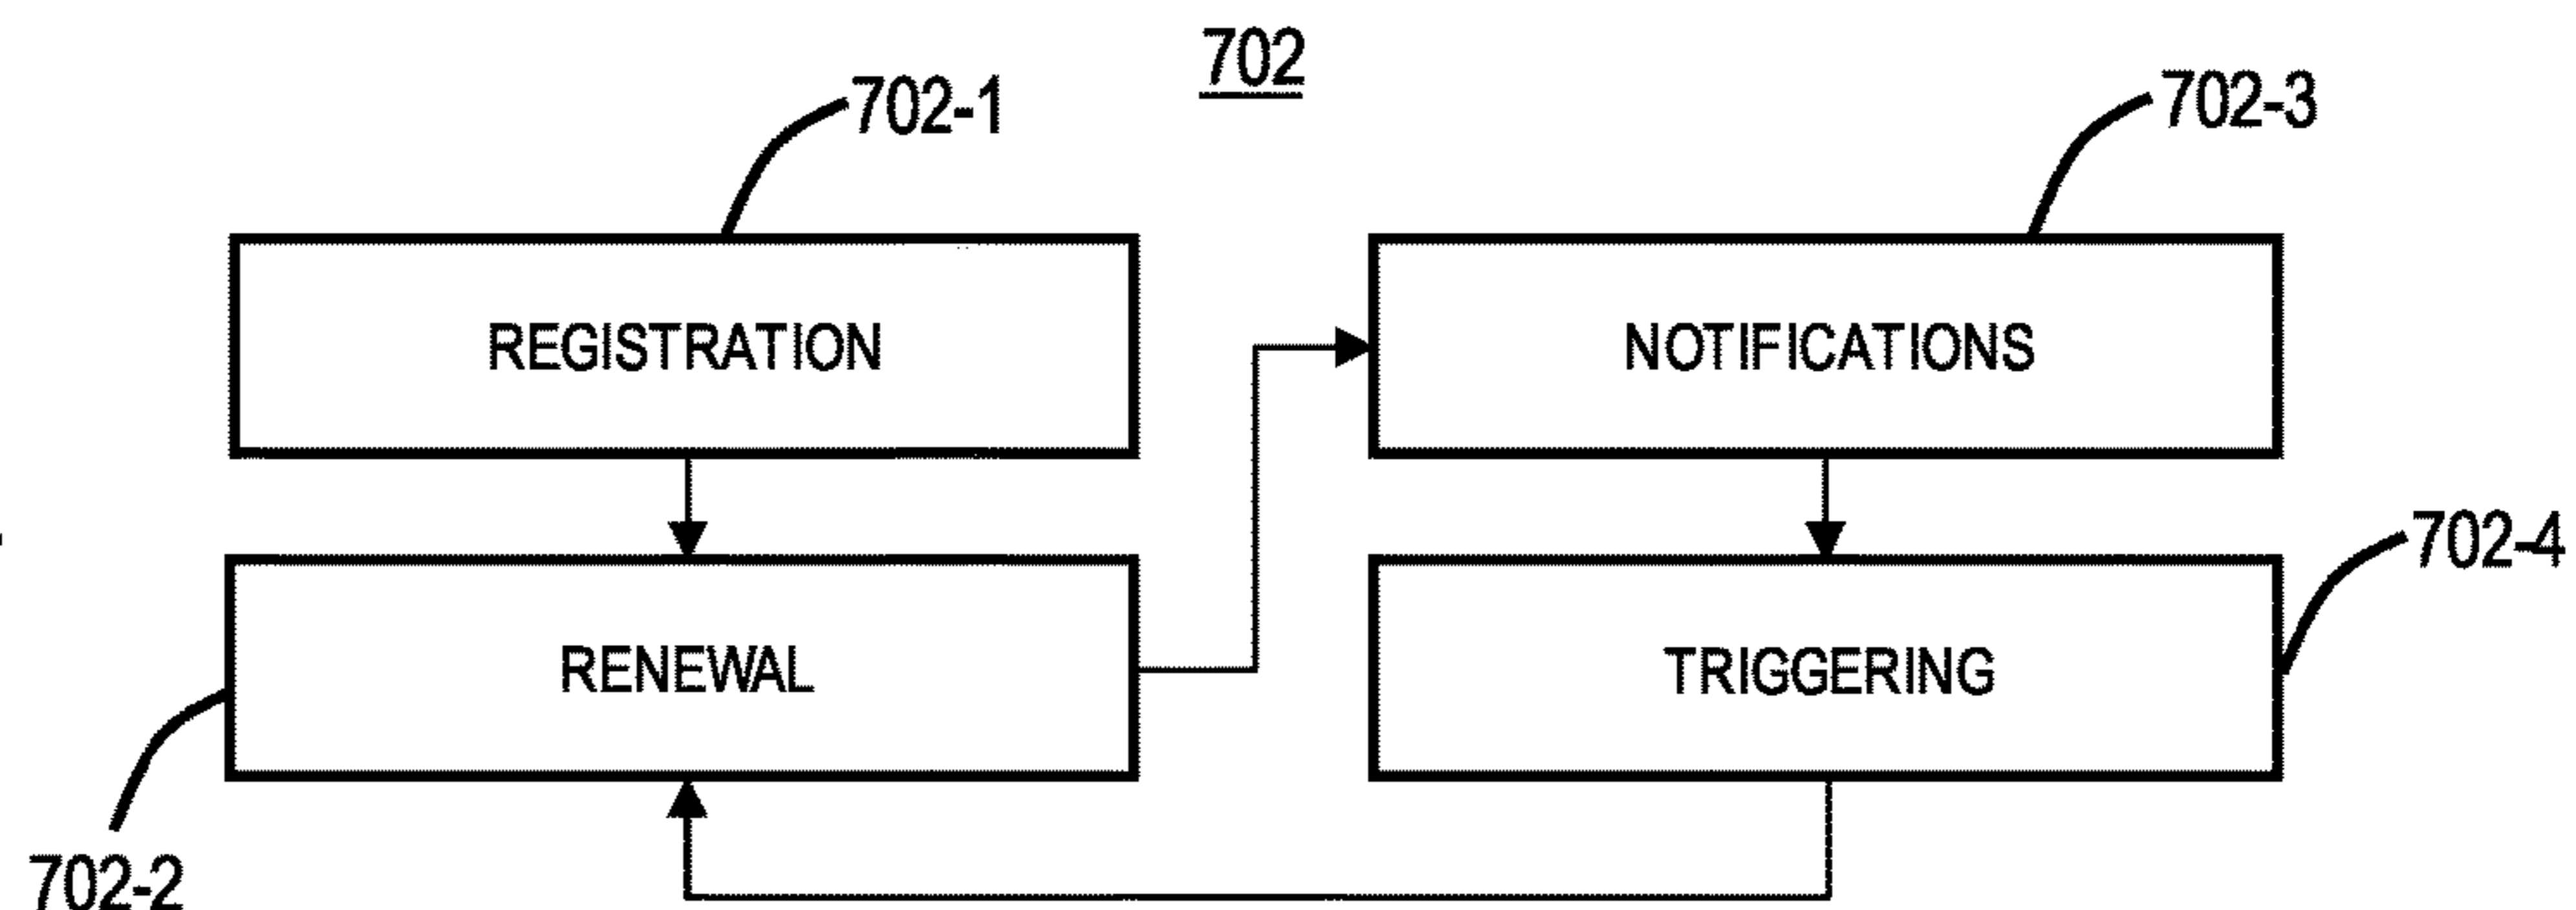 702
702-1
702-3
REGISTRATION
NOTIFICATIONS
702-4
RENEWAL
TRIGGERING
702-2